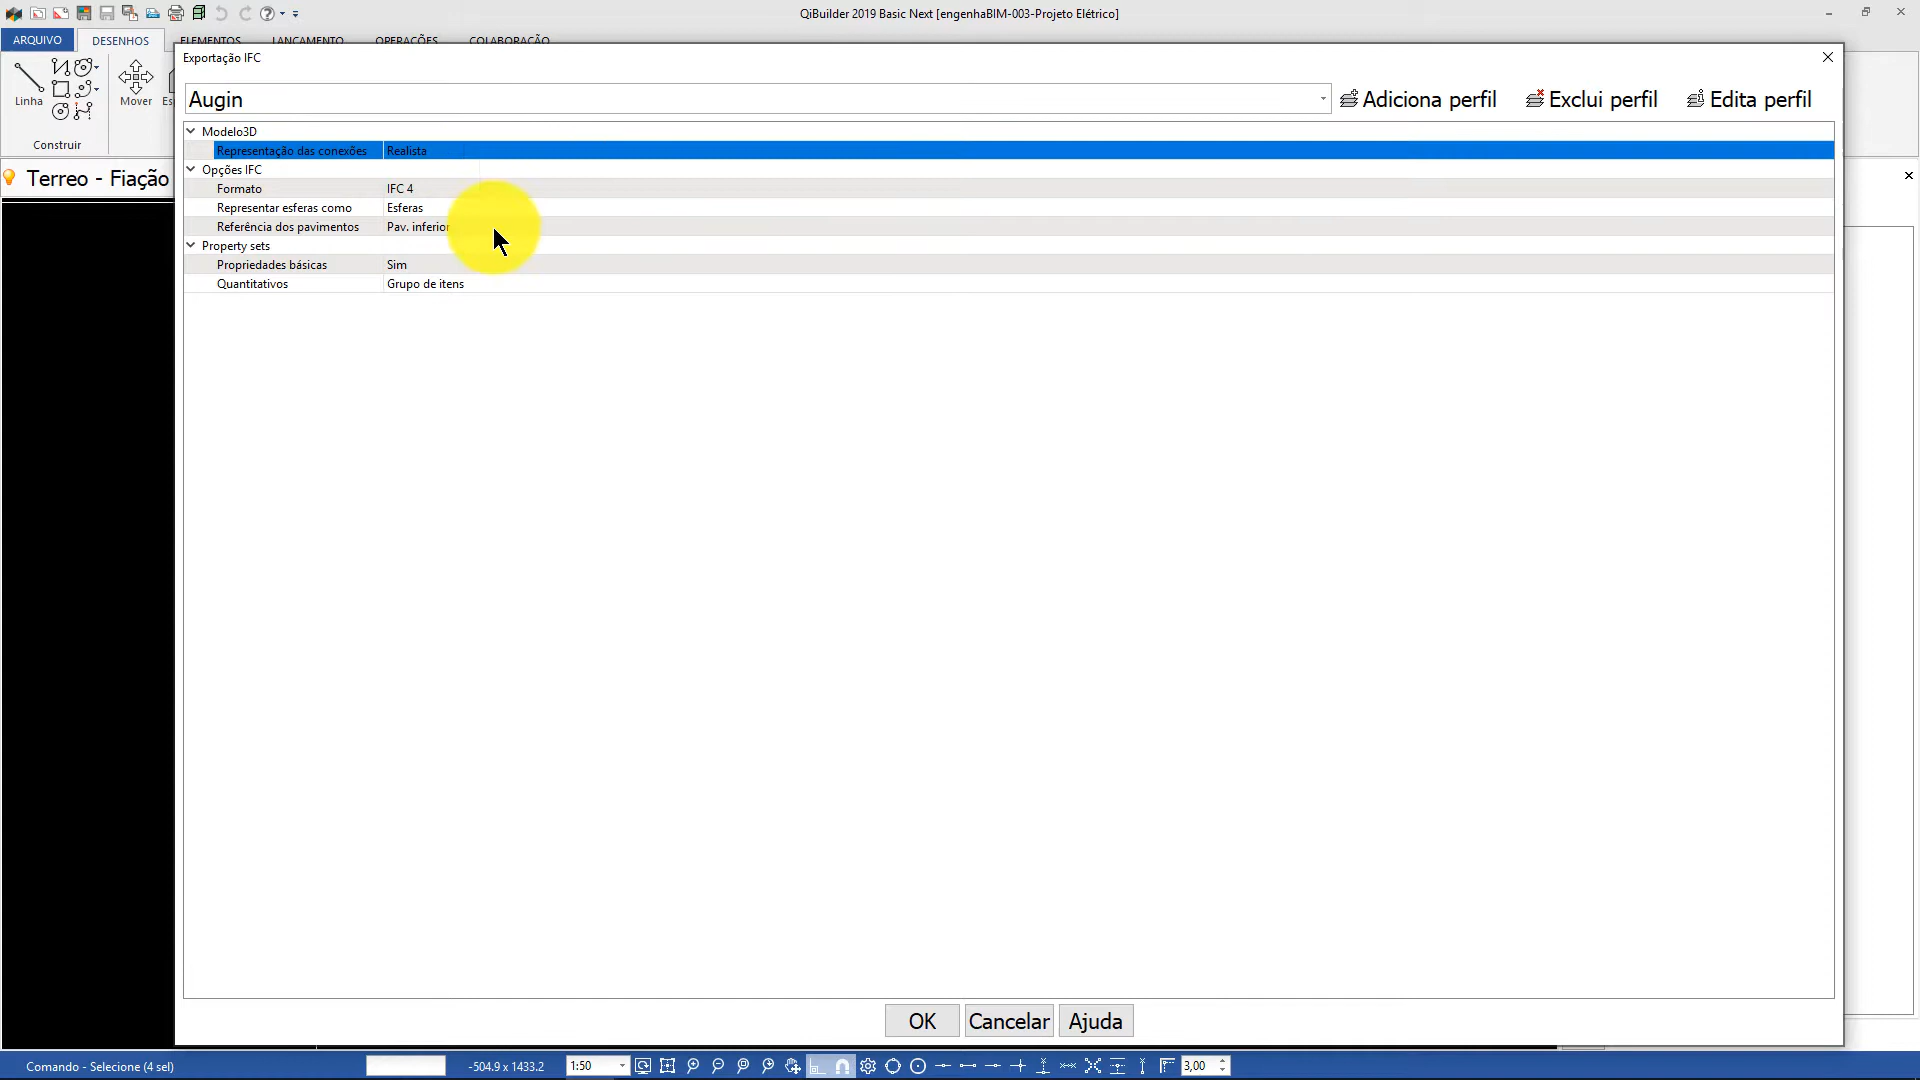 QiBuilder 2019 Basic Next [engenhaBIM-003-Projeto Elétrico]
ARQUIVO
DESENHOS
ELEMENTOS
LANÇAMENTO
OPERAÇÕES
COLABORAÇÃO
Exportação IFC
Linha
Mover
Construir
Augin
Adiciona perfil
Exclui perfil
Edita perfil
Terreo - Fiação
Modelo3D
Representação das conexões Realista
Opções IFC
Formato IFC 4
Representar esferas como Esferas
Referência dos pavimentos Pav. inferior
Property sets
Propriedades básicas Sim
Quantitativos Grupo de itens
OK
Cancelar
Ajuda
Comando - Selecione (4 sel)
-504.9 x 1433.2
1:50
3,00